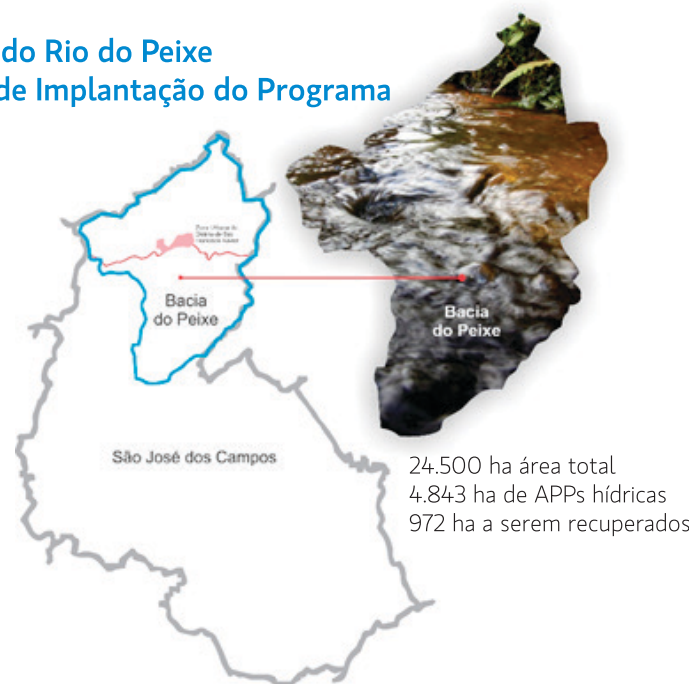 do Rio do Peixe
de Implantação do Programa
Bacia
do Peixe
Bacia
do Peixe
São José dos Campos
24.500 ha área total
4.843 ha de APPs hídricas
972 ha a serem recuperados